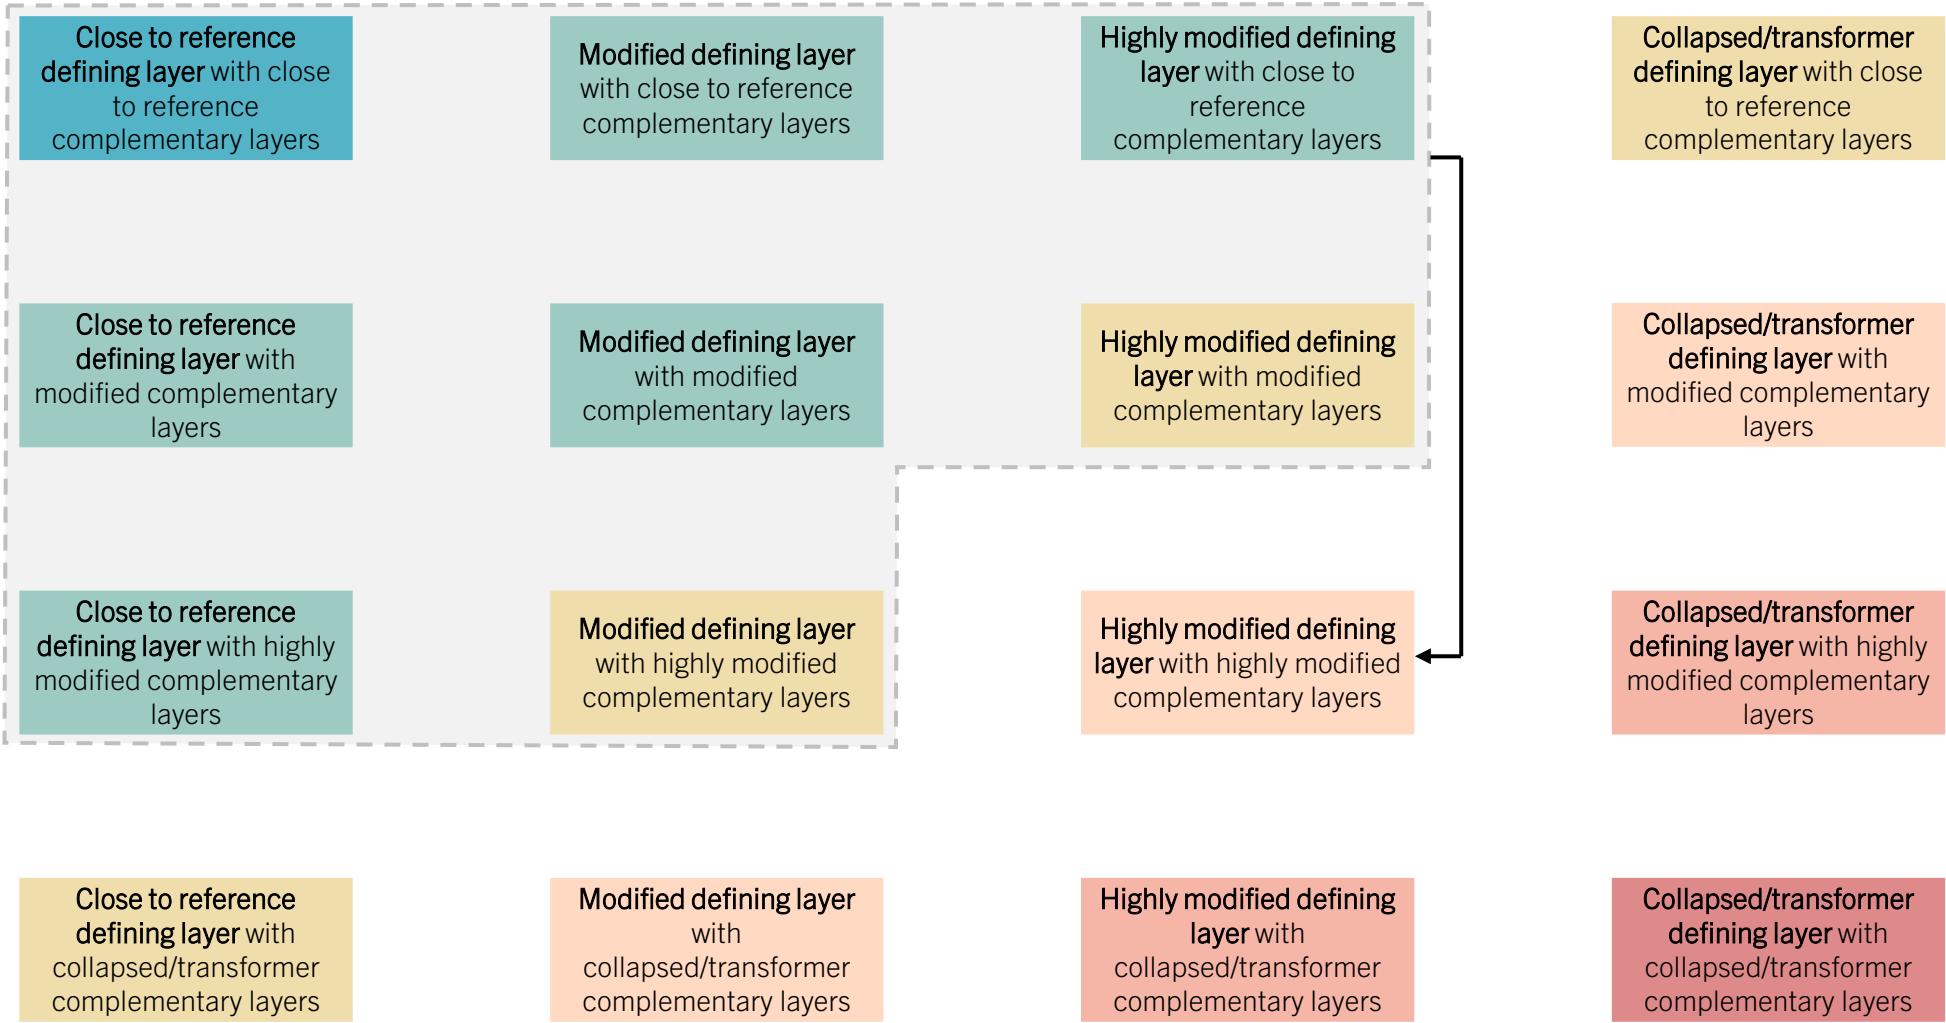 Close to reference
defining layer with close
to reference
complementary layers
Modified defining layer
with close to reference
complementary layers
Highly modified defining
layer with close to
reference
complementary layers
Collapsed/transformer
defining layer with close
to reference
complementary layers
Close to reference
defining layer with
modified complementary
layers
Modified defining layer
with modified
complementary layers
Highly modified defining
layer with modified
complementary layers
Collapsed/transformer
defining layer with
modified complementary
layers
Close to reference
defining layer with highly
modified complementary
layers
Modified defining layer
with highly modified
complementary layers
Highly modified defining
layer with highly modified
complementary layers
Collapsed/transformer
defining layer with highly
modified complementary
layers
Close to reference
defining layer with
collapsed/transformer
complementary layers
Modified defining layer
with
collapsed/transformer
complementary layers
Highly modified defining
layer with
collapsed/transformer
complementary layers
Collapsed/transformer
defining layer with
collapsed/transformer
complementary layers